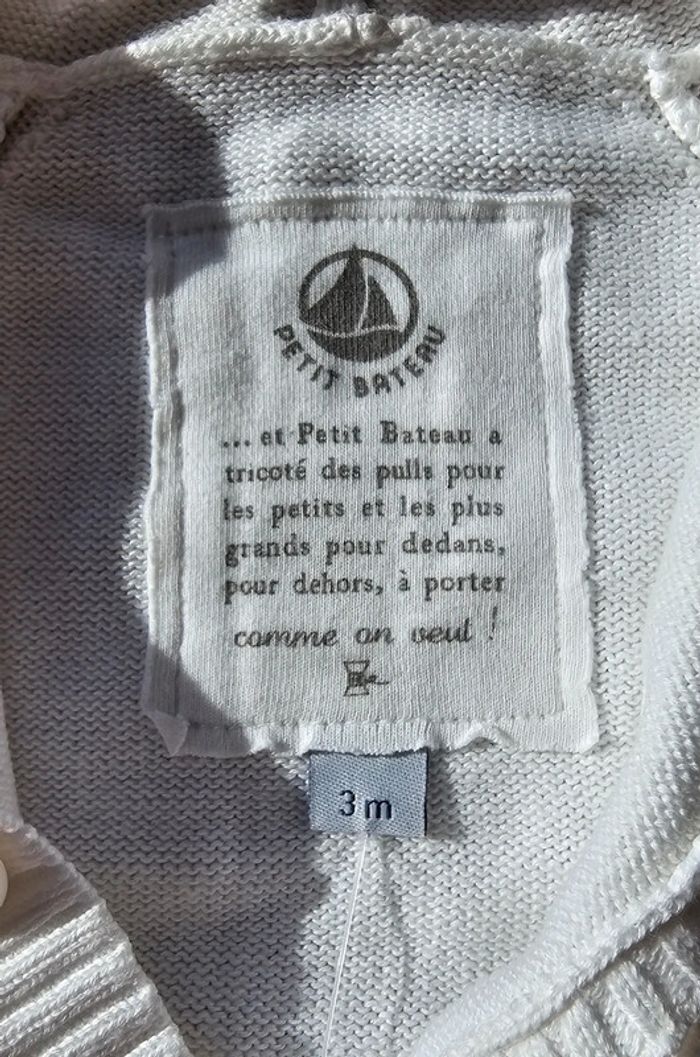 PETIT BATEAU
... et Petit Bateau a
tricoté des pulls pour
les petits et les plus
grands pour dedans,
pour dehors, à porter
comme on veut !
3 m